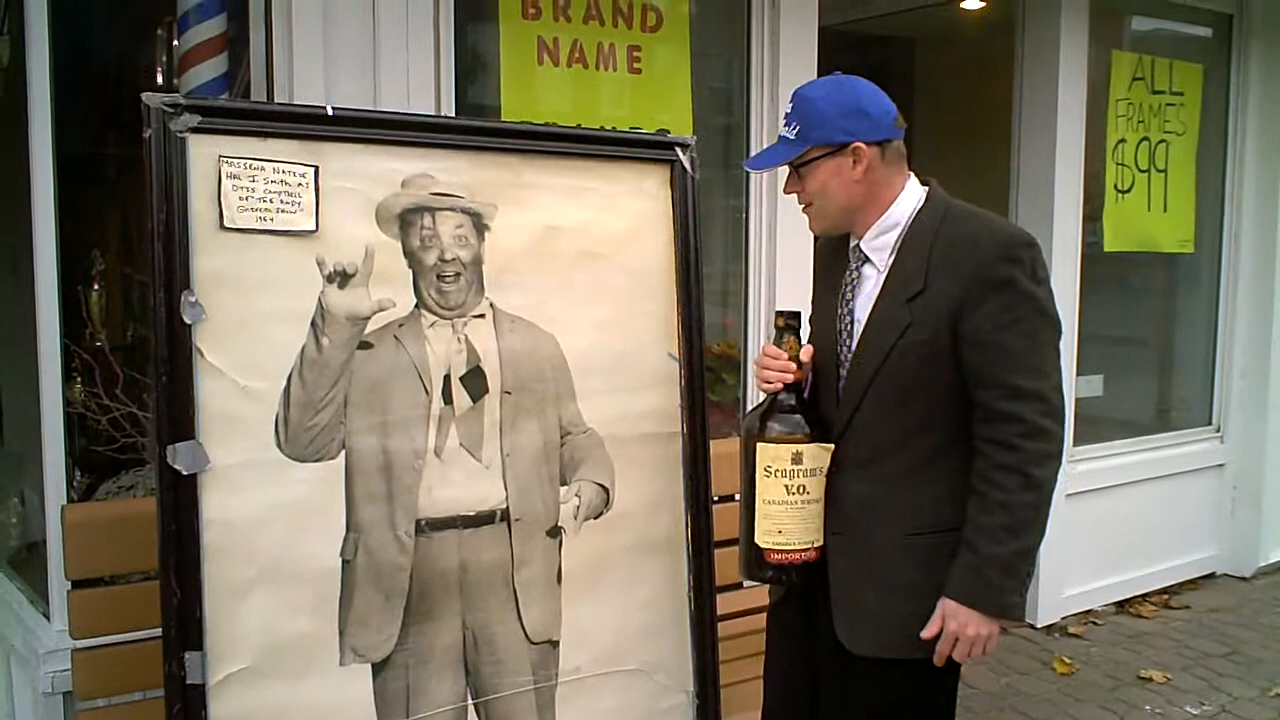 BRAND
NAME
ALL
FRAMES
$99
MASSENA NATIVE
HAL J. SMITH AS
OTIS CAMPBELL
OF "THE ANDY
GRIFFITH SHOW"
1964
Seagram's
V.O.
CANADIAN WHISKY
IMPORTED